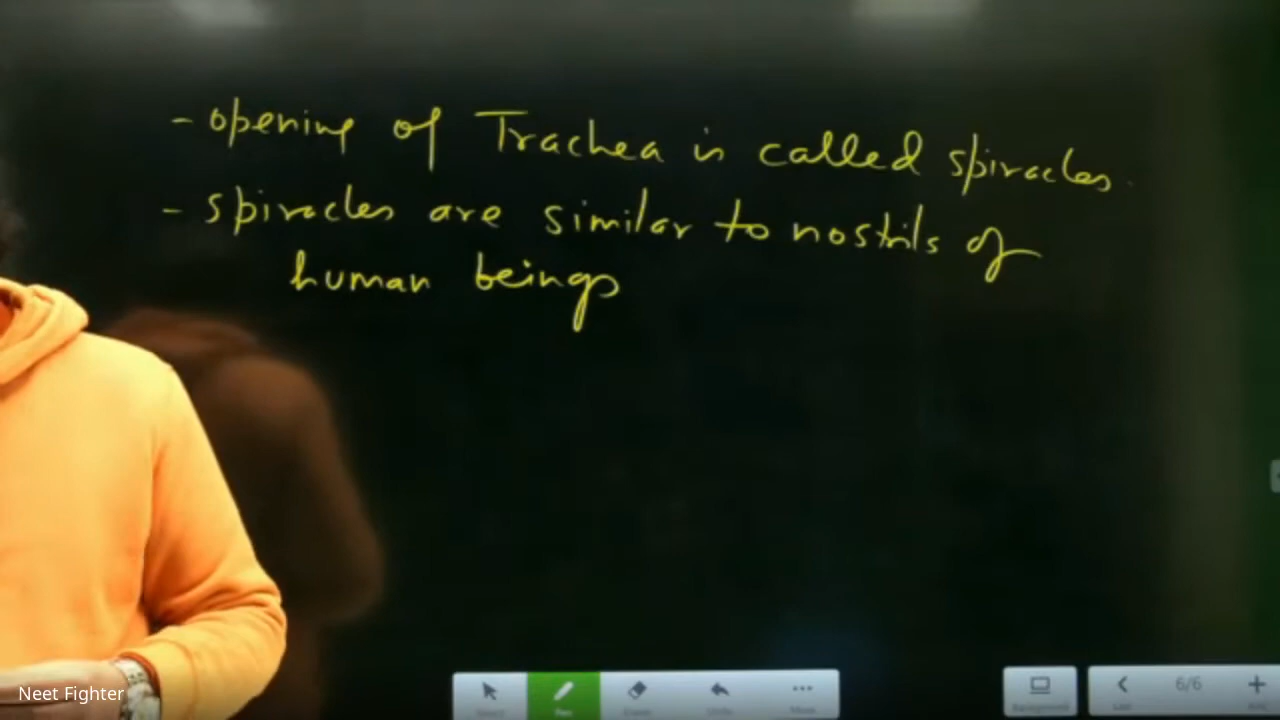 - opening of Trachea is called spiracles.
- spiracles are similar to nostrils of
human beings
Neet Fighter
6/6